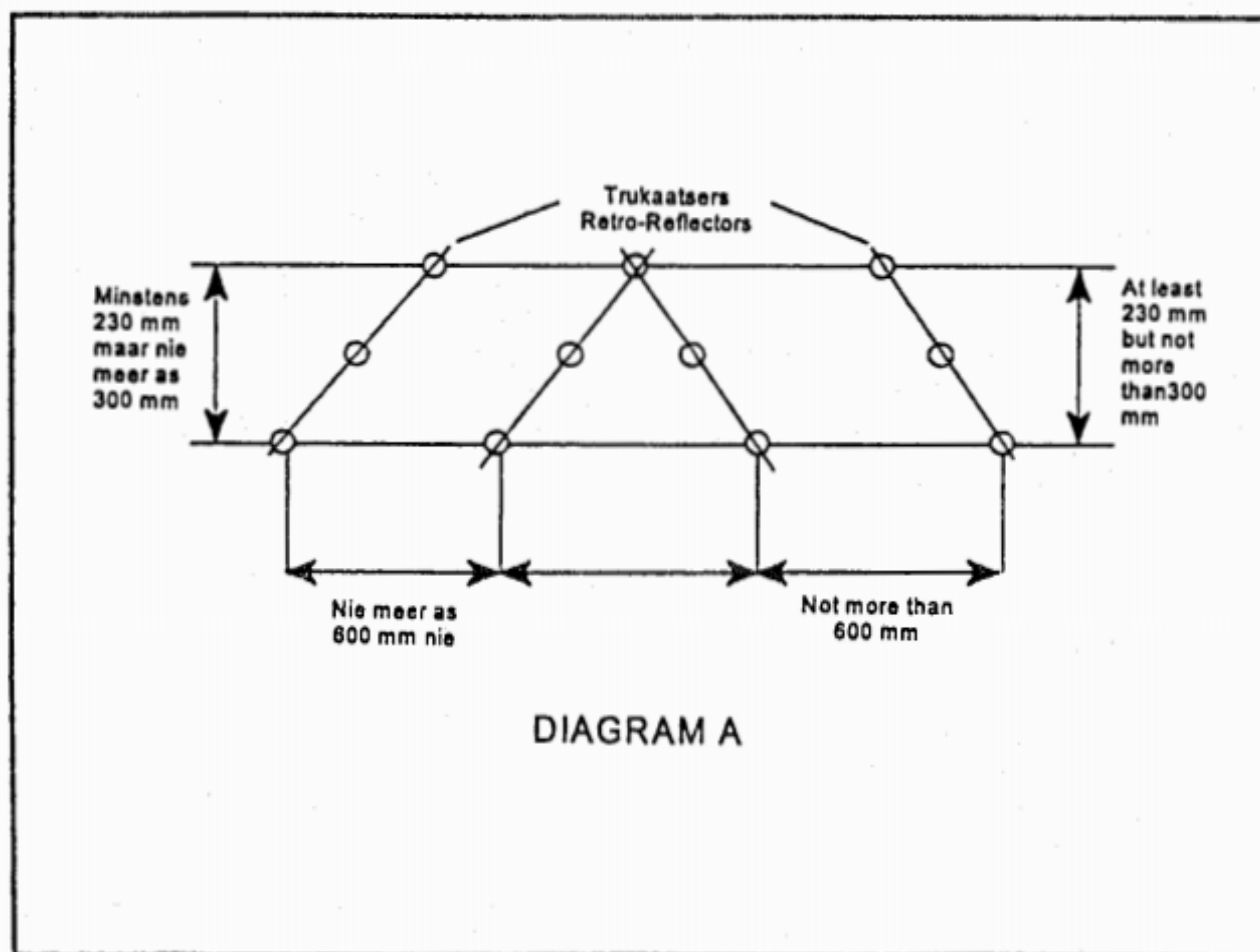 Trukaatsers
Retro-Reflectors
Minstens
230 mm
maar nie
meer as
300 mm
At least
230 mm
but not
more
than300
mm
Nie meer as
600 mm nie
Not more than
600 mm
DIAGRAM A